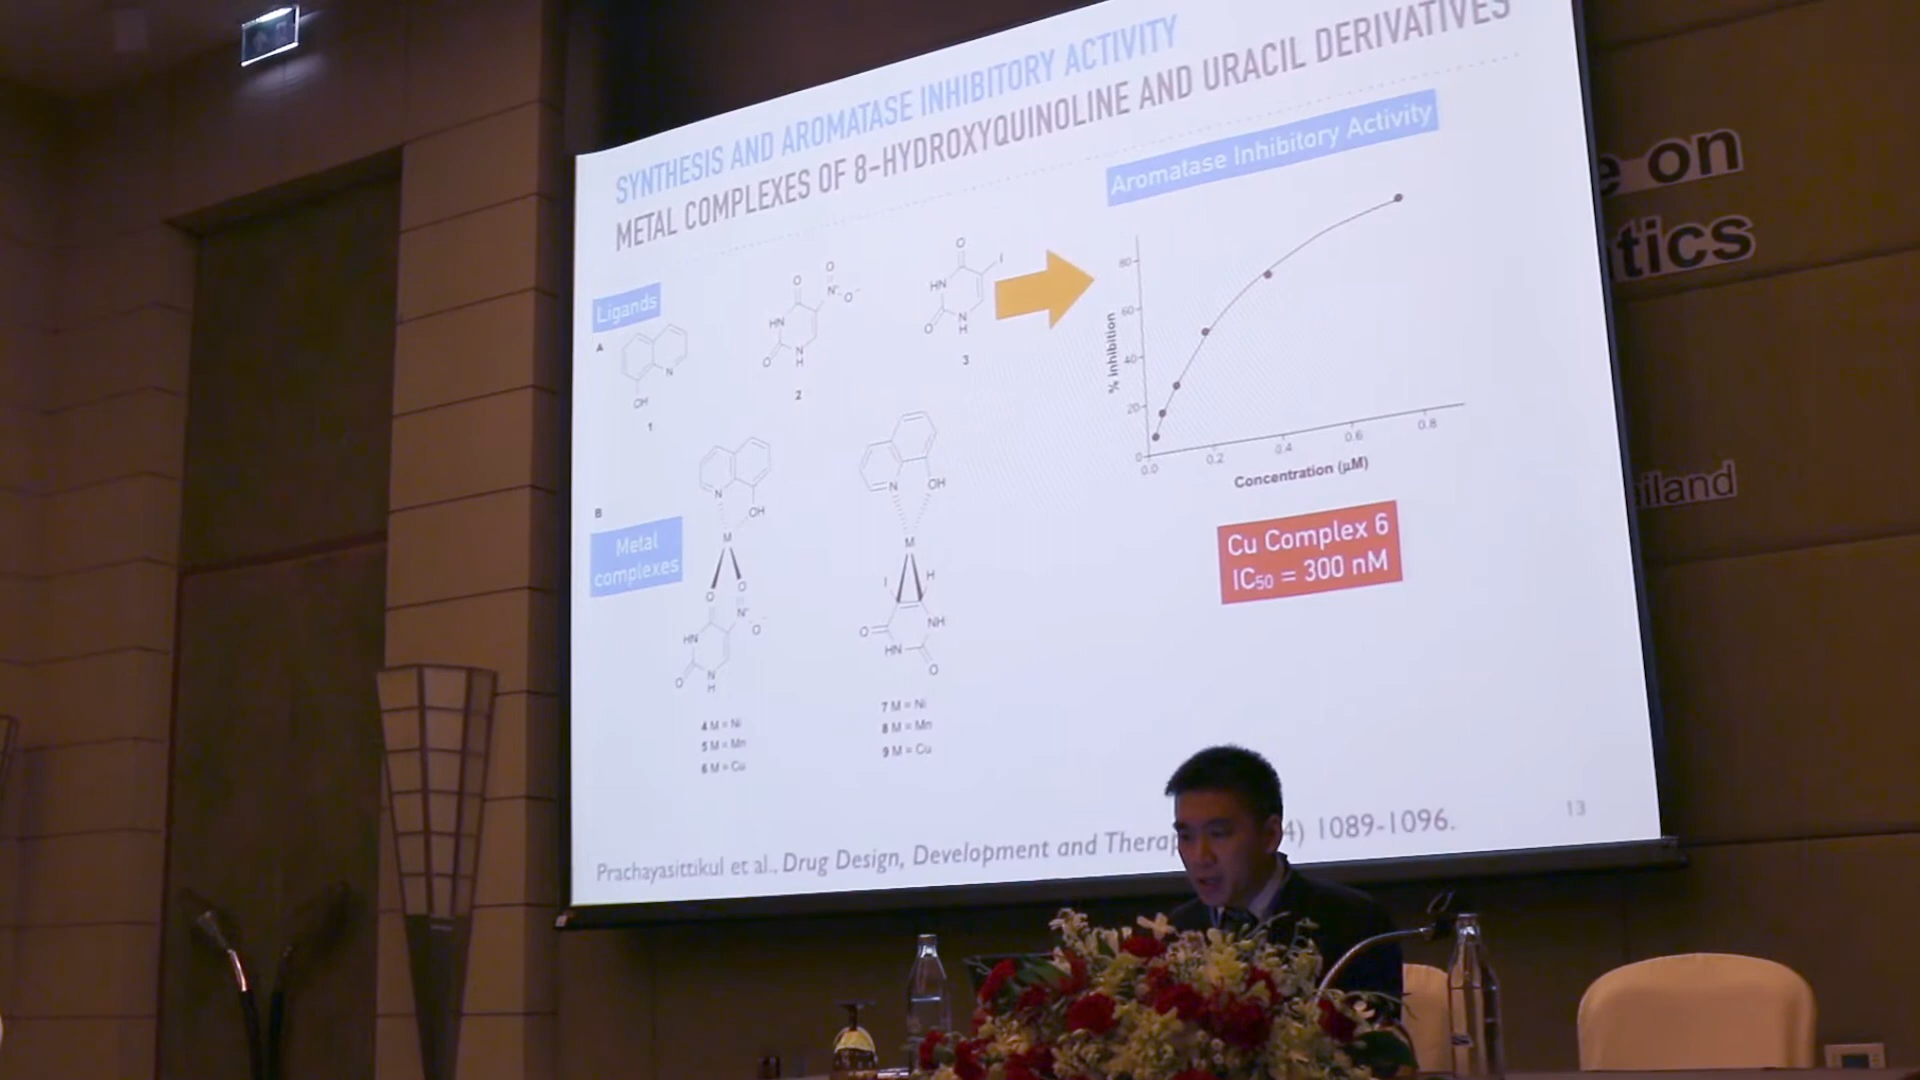 SYNTHESIS AND AROMATASE INHIBITORY ACTIVITY
METAL COMPLEXES OF 8-HYDROXYQUINOLINE AND URACIL DERIVATIVES
Ligands
A
N
OH
1
O
O
N+
O-
HN
O
N
H
2
O
I
HN
O
N
H
3
Aromatase Inhibitory Activity
80
60
40
20
0
% inhibition
0.0
0.2
0.4
0.6
0.8
Concentration (µM)
B
Metal
complexes
N
OH
M
O
O
N+
O-
HN
O
N
H
4 M = Ni
5 M = Mn
6 M = Cu
N
OH
M
I
H
O
NH
HN
O
7 M = Ni
8 M = Mn
9 M = Cu
Cu Complex 6
IC50 = 300 nM
Prachayasittikul et al., Drug Design, Development and 4) 1089-1096.
13
on